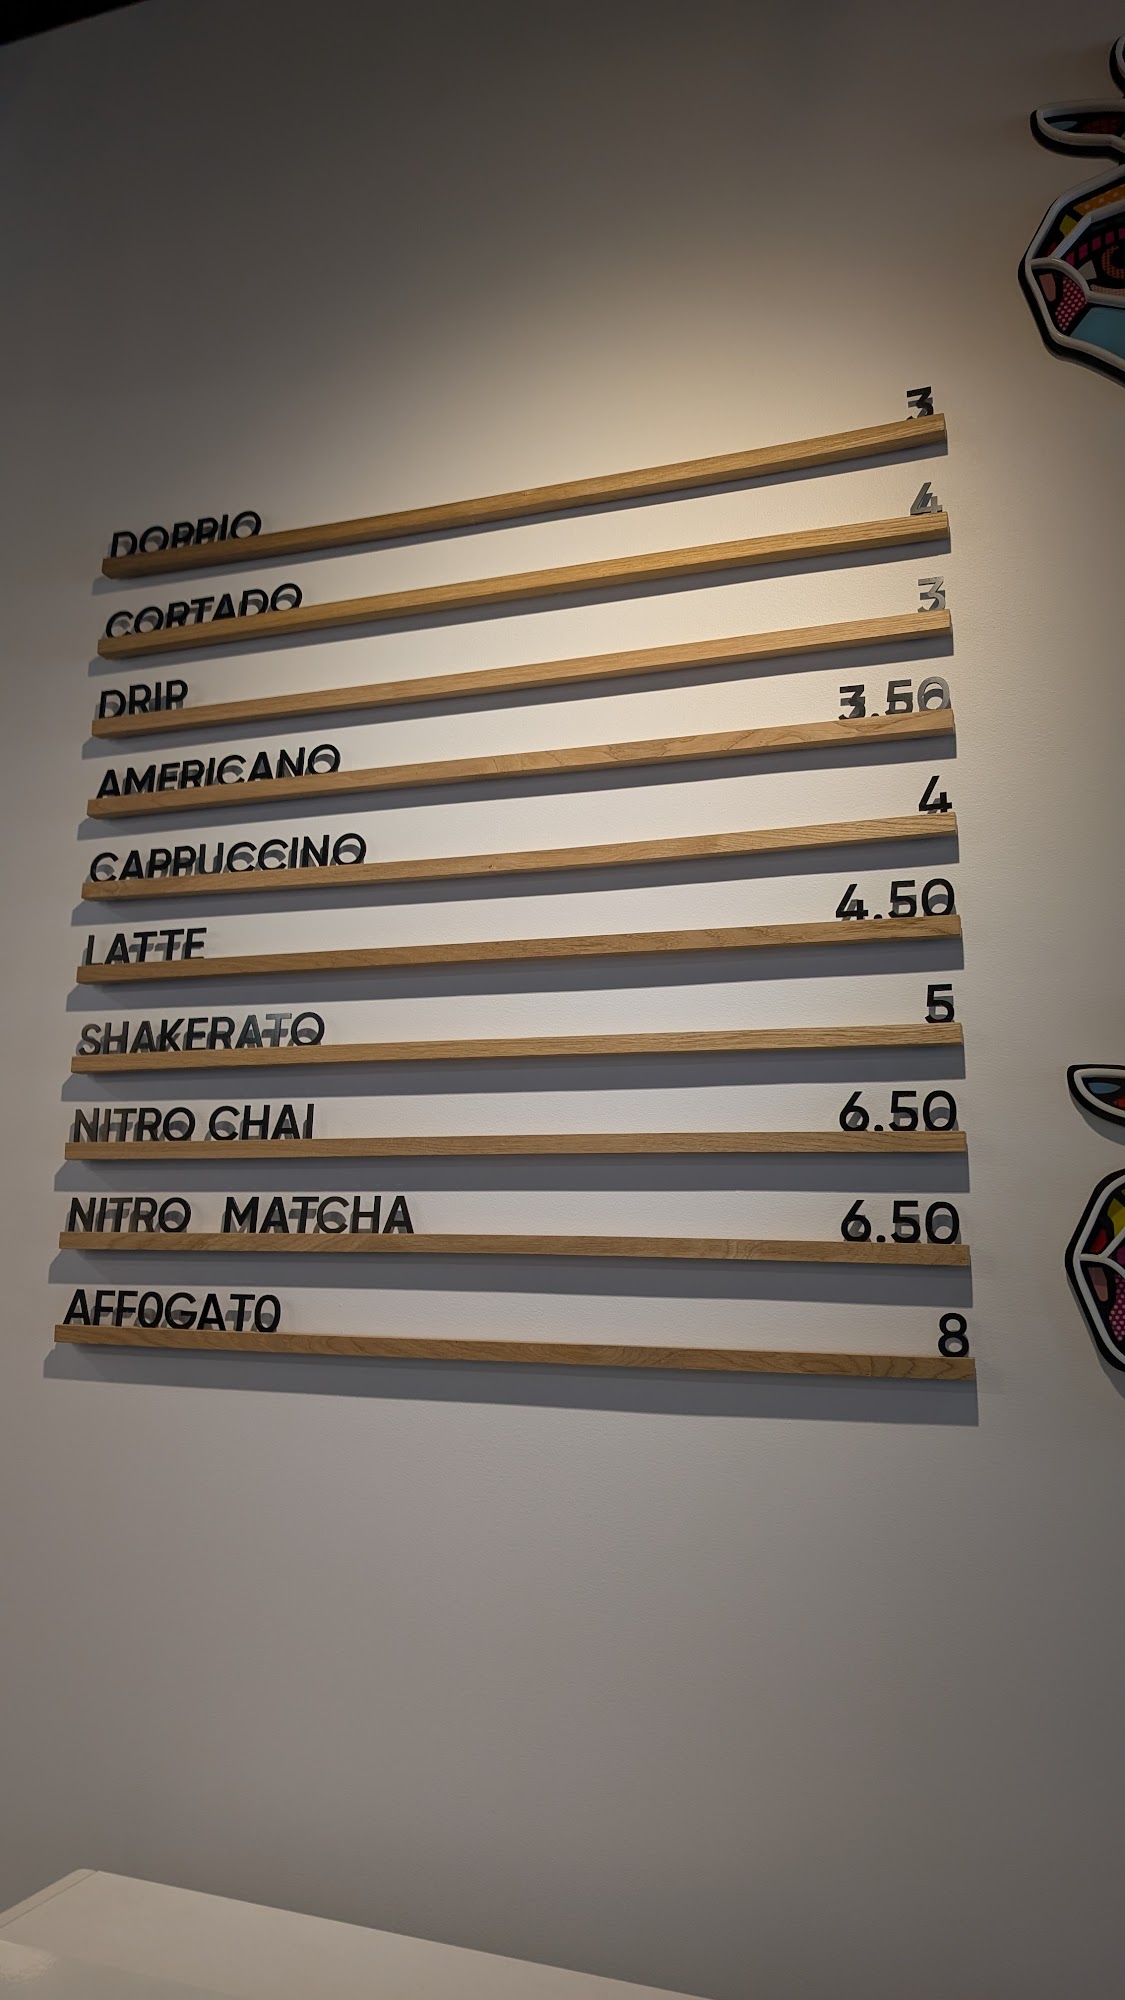 DOPPIO 3
CORTADO 4
DRIP 3
AMERICANO 3.50
CAPPUCCINO 4
LATTE 4.50
SHAKERATO 5
NITRO CHAI 6.50
NITRO MATCHA 6.50
AFFOGATO 8